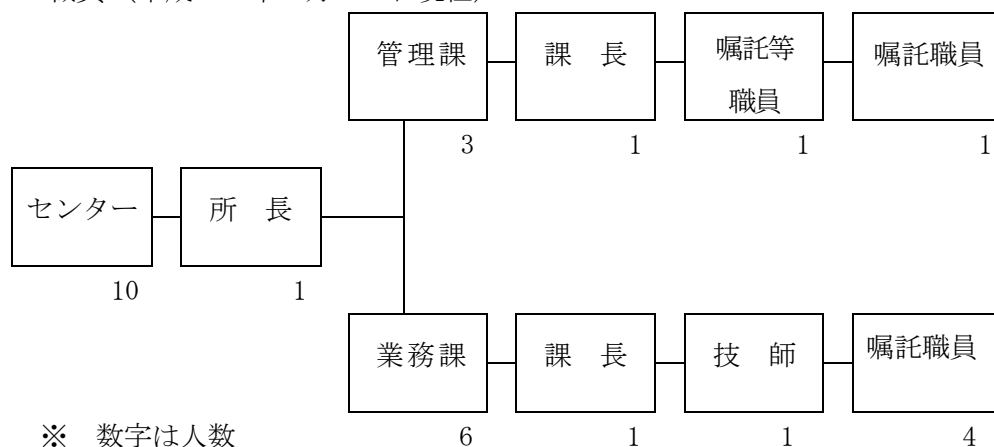 管理課 課 長 嘱託等 嘱託職員
職員
3 1 1 1
センター 所 長
10 1
業務課 課 長 技 師 嘱託職員
※ 数字は人数 6 1 1 4